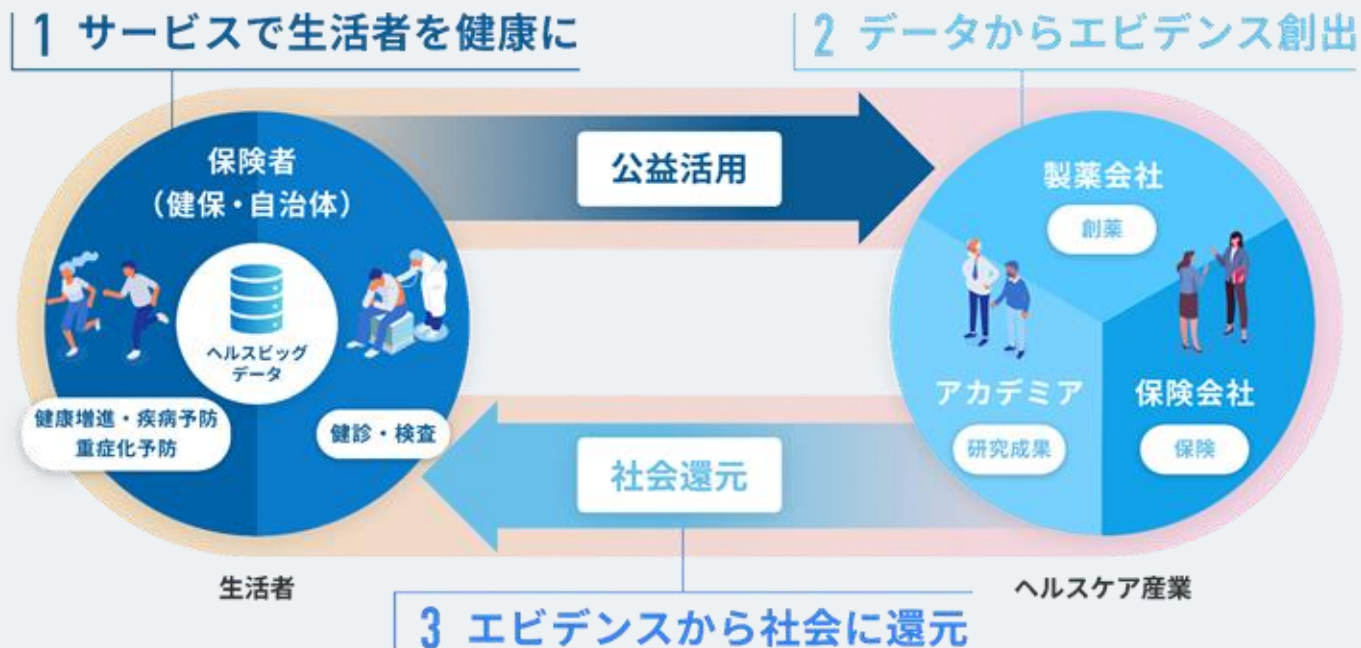 1 サービスで生活者を健康に
2 データからエビデンス創出
保険者
（健保・自治体）
ヘルスビッグ
データ
健康増進・疾病予防
重症化予防
健診・検査
生活者
公益活用
製薬会社
創薬
アカデミア
研究成果
保険会社
保険
ヘルスケア産業
社会還元
3 エビデンスから社会に還元